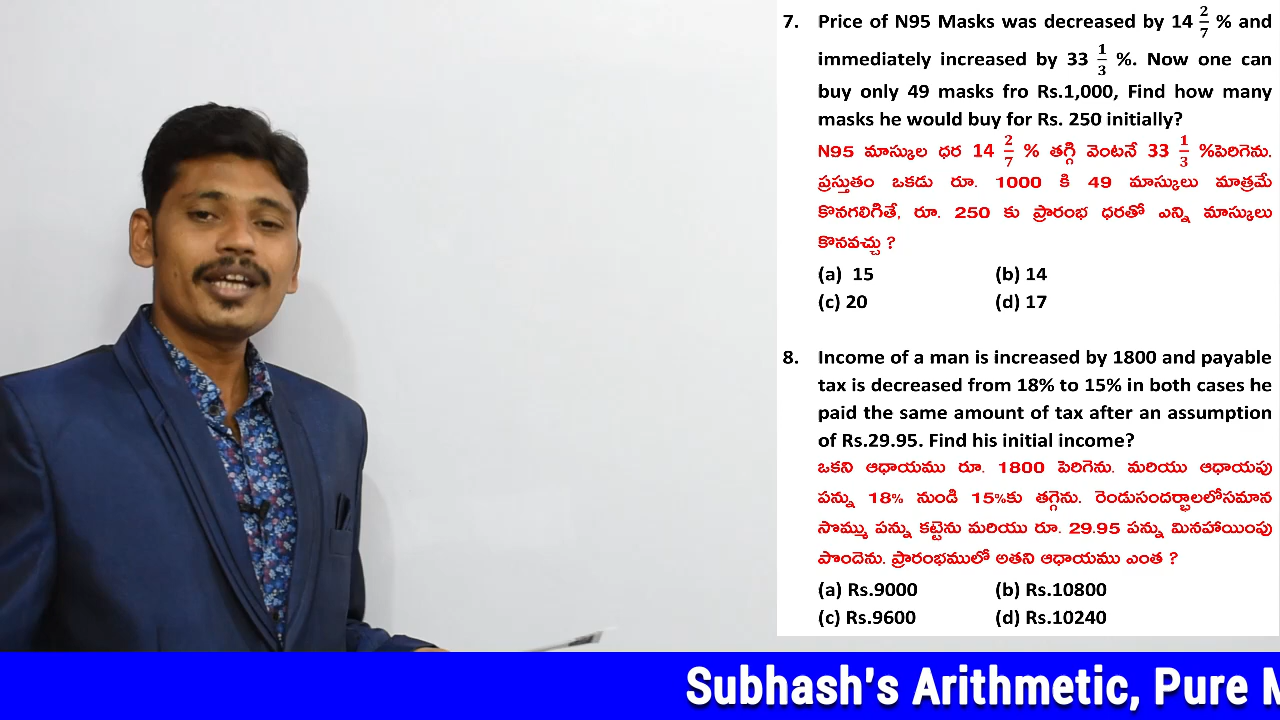 7. Price of N95 Masks was decreased by 14 2/7 % and
immediately increased by 33 1/3 %. Now one can
buy only 49 masks fro Rs.1,000, Find how many
masks he would buy for Rs. 250 initially?
N95 మాస్కుల ధర 14 2/7 % తగ్గి వెంటనే 33 1/3 %పెరిగెను.
ప్రస్తుతం ఒకడు రూ. 1000 కి 49 మాస్కులు మాత్రమే
కొనగలిగితే, రూ. 250 కు ప్రారంభ ధరతో ఎన్ని మాస్కులు
కొనవచ్చు ?
(a) 15 (b) 14
(c) 20 (d) 17
8. Income of a man is increased by 1800 and payable
tax is decreased from 18% to 15% in both cases he
paid the same amount of tax after an assumption
of Rs.29.95. Find his initial income?
ఒకని ఆధాయము రూ. 1800 పెరిగెను. మరియు ఆధాయపు
పన్ను 18% నుండి 15%కు తగ్గెను. రెండుసందర్భాలలోసమాన
సొమ్ము పన్ను కట్టెను మరియు రూ. 29.95 పన్ను మినహాయింపు
పొందెను. ప్రారంభములో అతని ఆధాయము ఎంత ?
(a) Rs.9000 (b) Rs.10800
(c) Rs.9600 (d) Rs.10240
Subhash's Arithmetic, Pure M